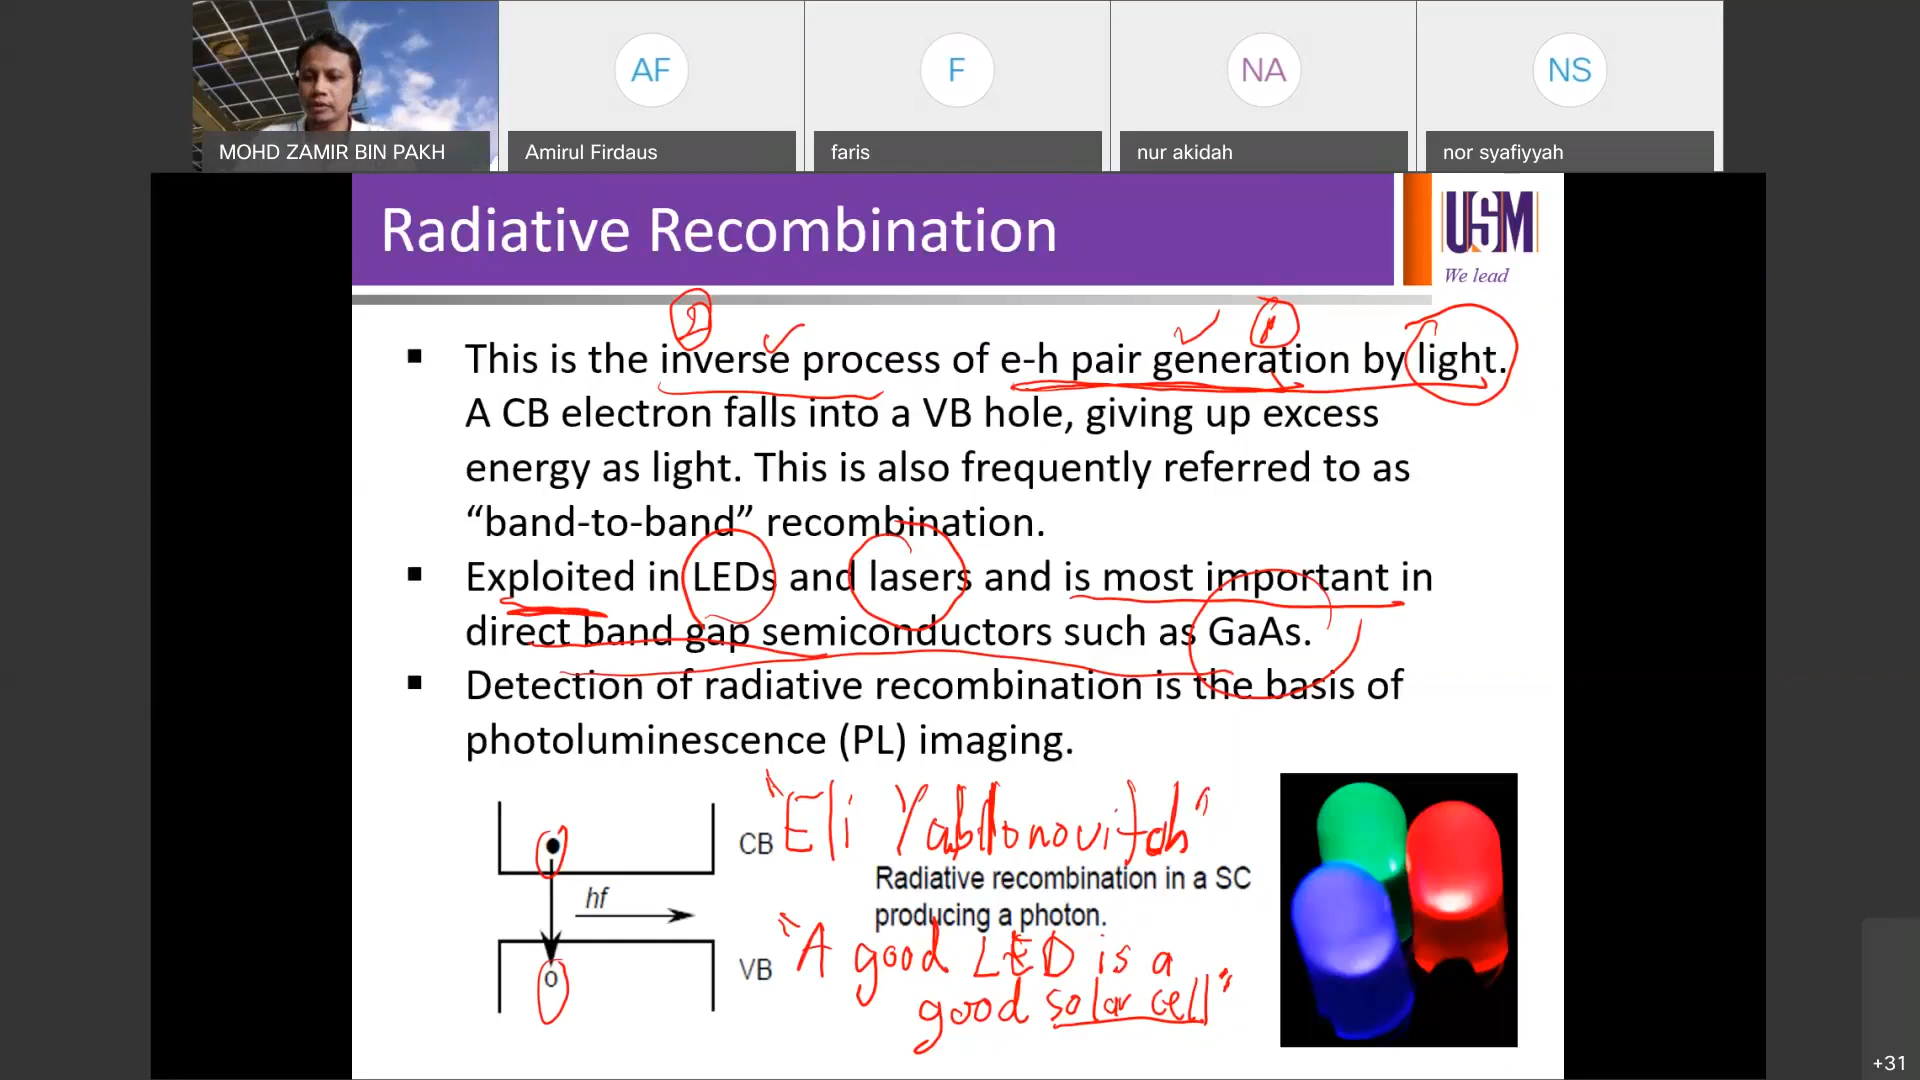 AF
F
NA
NS
MOHD ZAMIR BIN PAKH
Amirul Firdaus
faris
nur akidah
nor syafiyyah
Radiative Recombination
USM
We lead
2
1
▪ This is the inverse process of e-h pair generation by light.
A CB electron falls into a VB hole, giving up excess
energy as light. This is also frequently referred to as
“band-to-band” recombination.
▪ Exploited in LEDs and lasers and is most important in
direct band gap semiconductors such as GaAs.
▪ Detection of radiative recombination is the basis of
photoluminescence (PL) imaging.
"Eli Yablonovitch"
CB
Radiative recombination in a SC
producing a photon.
hf
"A good LED is a
good solar cell"
VB
+31